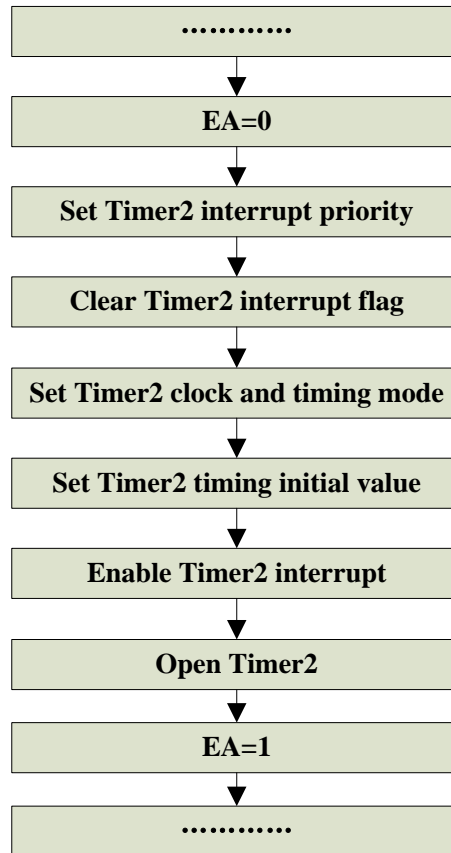 …………
EA=0
Set Timer2 interrupt priority
Clear Timer2 interrupt flag
Set Timer2 clock and timing mode
Set Timer2 timing initial value
Enable Timer2 interrupt
Open Timer2
EA=1
…………